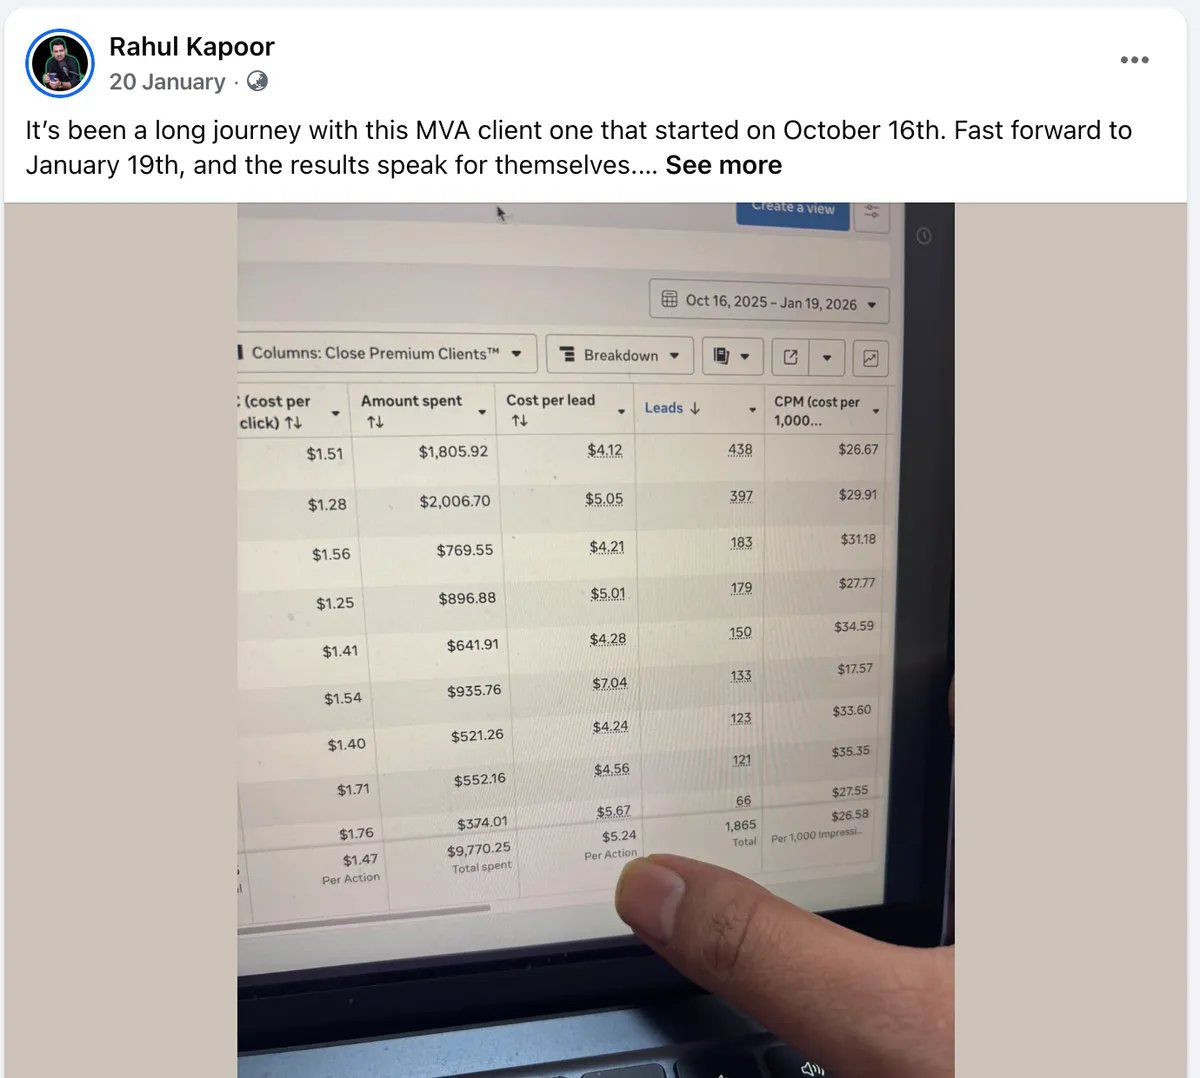 Rahul Kapoor
20 January ·
It's been a long journey with this MVA client one that started on October 16th. Fast forward to
January 19th, and the results speak for themselves.... See more
Create a view
Oct 16, 2025 – Jan 19, 2026
Columns: Close Premium Clients™
Breakdown
(cost per click)
Amount spent
Cost per lead
Leads ↓
CPM (cost per 1,000...
$1.51 $1,805.92 $4.12 438 $26.67
$1.28 $2,006.70 $5.05 397 $29.91
$1.56 $769.55 $4.21 183 $31.18
$1.25 $896.88 $5.01 179 $27.77
$1.41 $641.91 $4.28 150 $34.59
$1.54 $935.76 $7.04 133 $17.57
$1.40 $521.26 $4.24 123 $33.60
$1.71 $552.16 $4.56 121 $35.35
$1.76 $374.01 $5.67 66 $27.55
$1.47 $9,770.25 $5.24 1,865 $26.58
Per Action Total spent Per Action Total Per 1,000 Impressi...